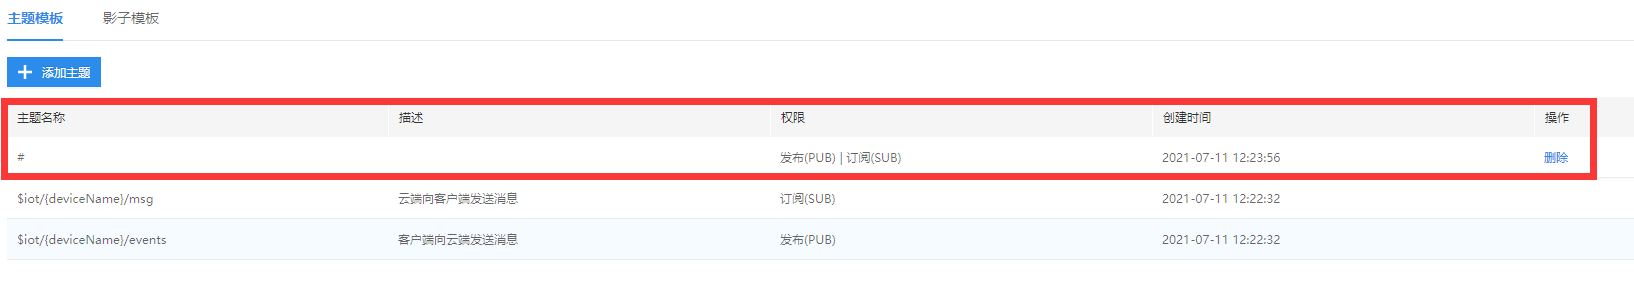 主题模板 影子模板
添加主题
主题名称 描述 权限 创建时间 操作
# 发布(PUB) | 订阅(SUB) 2021-07-11 12:23:56 删除
$iot/{deviceName}/msg 云端向客户端发送消息 订阅(SUB) 2021-07-11 12:22:32
$iot/{deviceName}/events 客户端向云端发送消息 发布(PUB) 2021-07-11 12:22:32